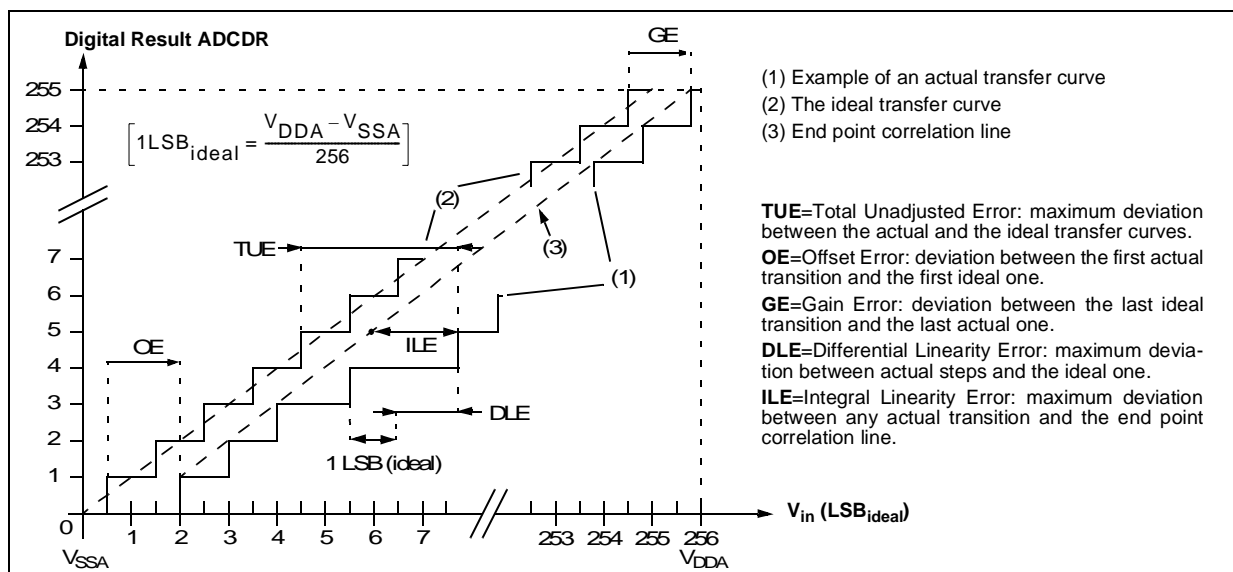 Digital Result ADCDR
GE
255
254
253
[1LSB_ideal = (V_DDA – V_SSA) / 256]
(1) Example of an actual transfer curve
(2) The ideal transfer curve
(3) End point correlation line
(2)
TUE
(3)
(1)
7
6
5
4
3
2
1
0
OE
ILE
DLE
1 LSB (ideal)
TUE=Total Unadjusted Error: maximum deviation
between the actual and the ideal transfer curves.
OE=Offset Error: deviation between the first actual
transition and the first ideal one.
GE=Gain Error: deviation between the last ideal
transition and the last actual one.
DLE=Differential Linearity Error: maximum devia-
tion between actual steps and the ideal one.
ILE=Integral Linearity Error: maximum deviation
between any actual transition and the end point
correlation line.
1 2 3 4 5 6 7 253 254 255 256
V_in (LSB_ideal)
V_SSA
V_DDA